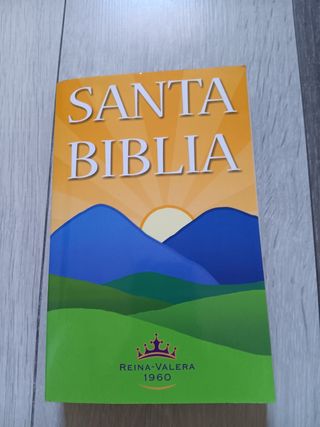 SANTA
BIBLIA
REINA-VALERA
1960